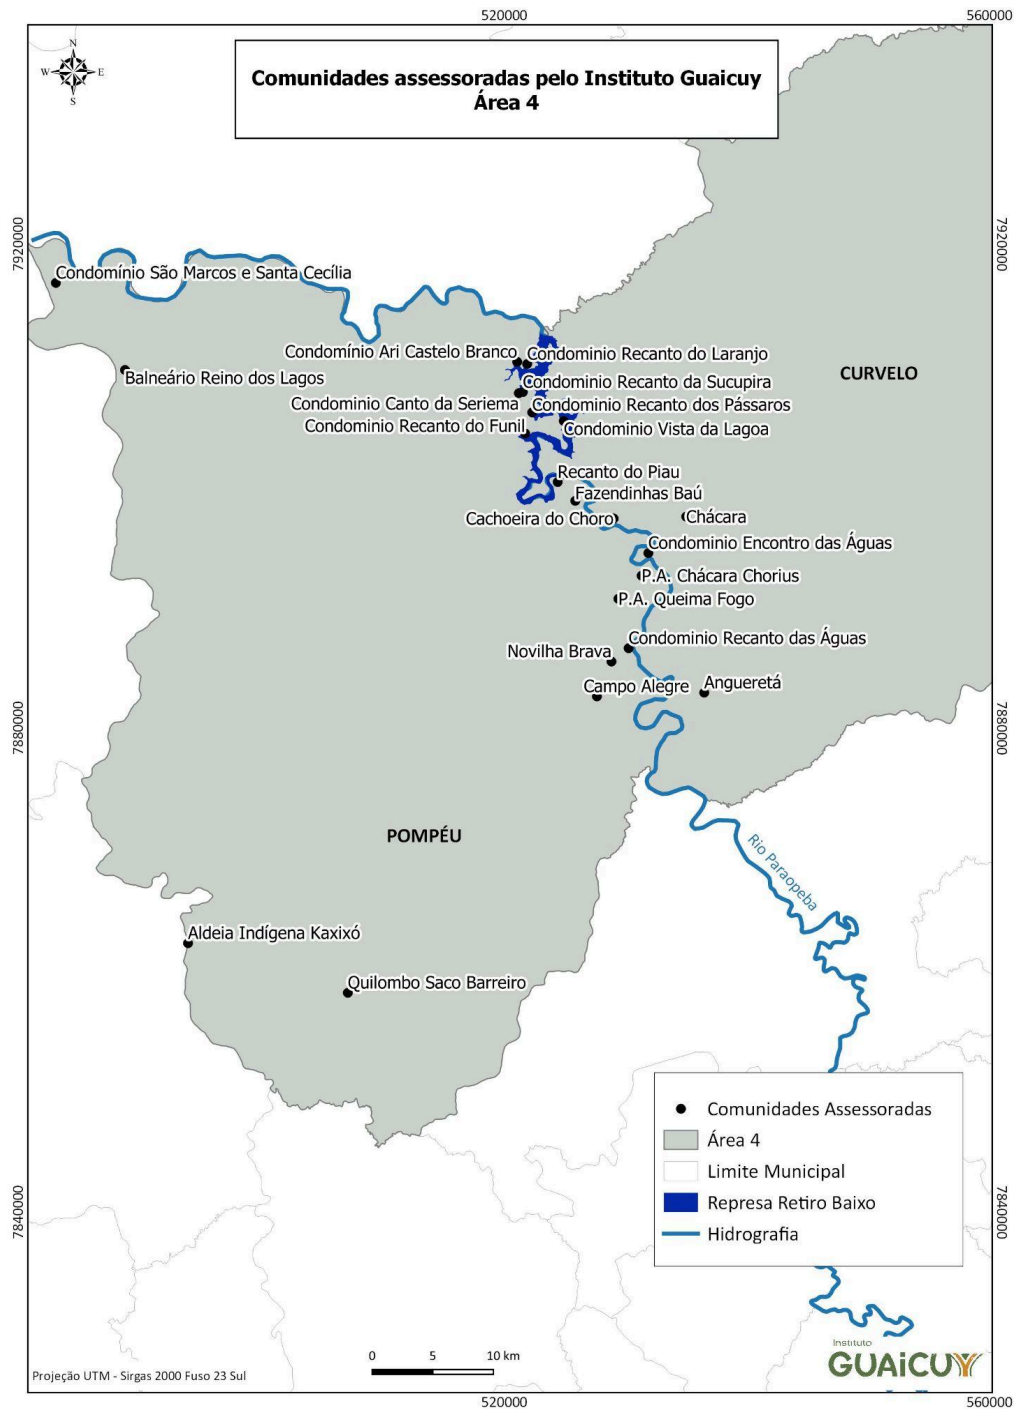 520000
560000
N
W
E
S
Comunidades assessoradas pelo Instituto Guaicuy
Área 4
7920000
7920000
Condomínio São Marcos e Santa Cecília
Condomínio Ari Castelo Branco
Condominio Recanto do Laranjo
Balneário Reino dos Lagos
Condominio Recanto da Sucupira
CURVELO
Condominio Canto da Seriema
Condominio Recanto dos Pássaros
Condominio Recanto do Funil
Condominio Vista da Lagoa
Recanto do Piau
Fazendinhas Baú
Cachoeira do Choro
Chácara
Condominio Encontro das Águas
P.A. Chácara Chorius
P.A. Queima Fogo
Condominio Recanto das Águas
Novilha Brava
Campo Alegre
Angueretá
7880000
7880000
POMPÉU
Rio Paraopeba
Aldeia Indígena Kaxixó
Quilombo Saco Barreiro
Comunidades Assessoradas
Área 4
Limite Municipal
Represa Retiro Baixo
Hidrografia
7840000
7840000
0 5 10 km
Projeção UTM - Sirgas 2000 Fuso 23 Sul
Instituto
GUAiCUY
520000
560000